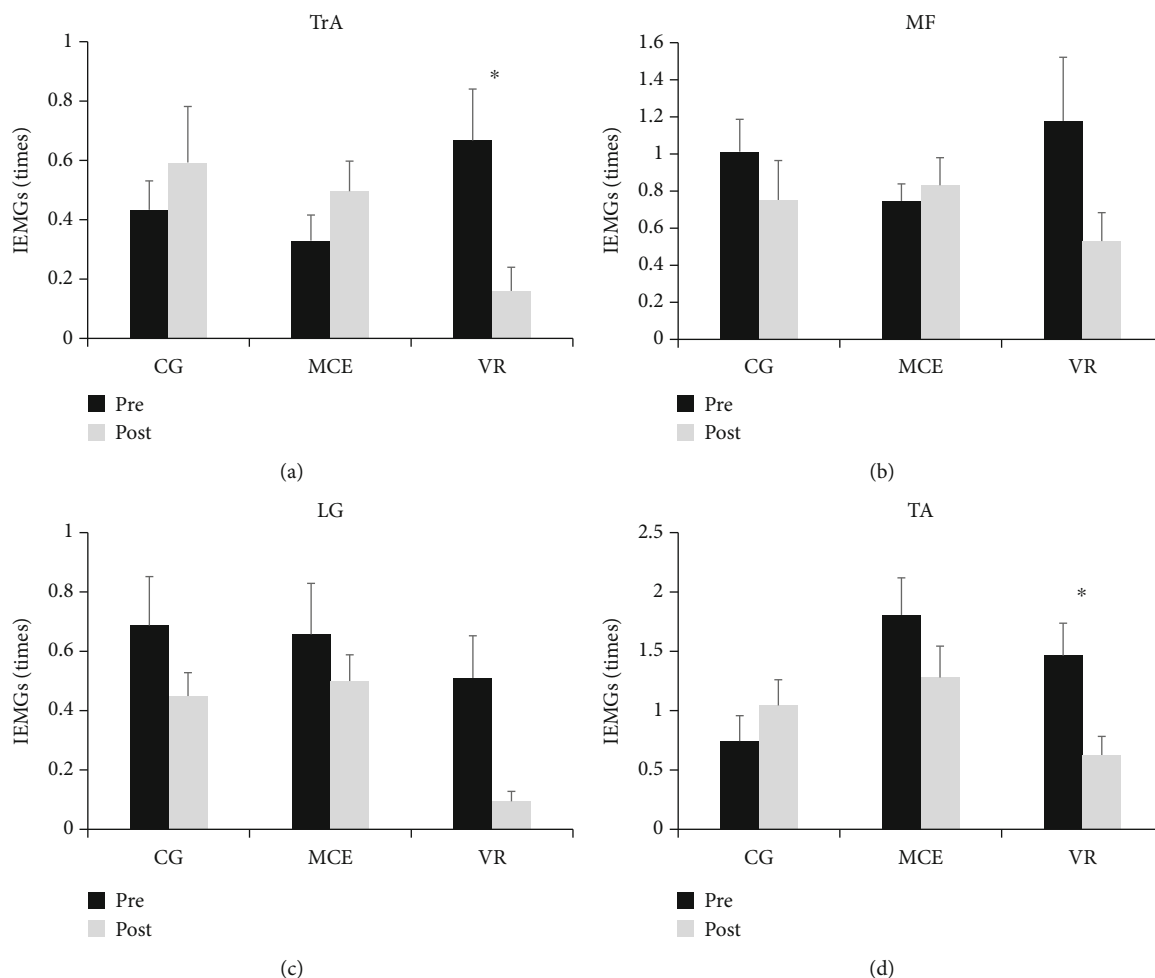 TrA
1
0.8
0.6
0.4
0.2
0
IEMGs (times)
*
CG MCE VR
Pre
Post
(a)
MF
1.6
1.4
1.2
1
0.8
0.6
0.4
0.2
0
IEMGs (times)
CG MCE VR
Pre
Post
(b)
LG
1
0.8
0.6
0.4
0.2
0
IEMGs (times)
CG MCE VR
Pre
Post
(c)
TA
2.5
2
1.5
1
0.5
0
IEMGs (times)
*
CG MCE VR
Pre
Post
(d)